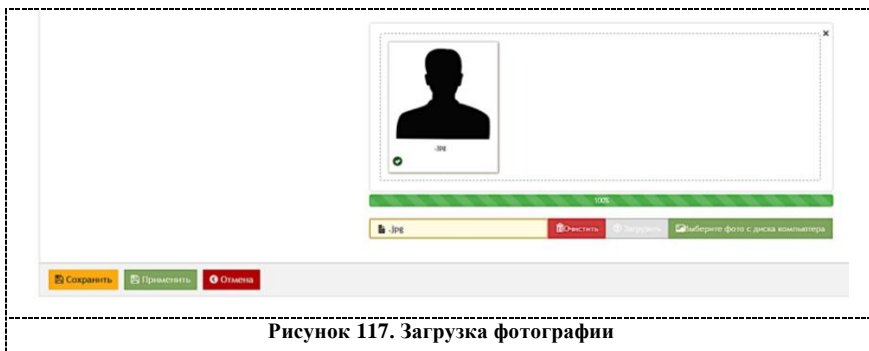 ×
.jpg
100%
.jpg
Очистить
Загрузить
Выберите фото с диска компьютера
Сохранить
Применить
Отмена
Рисунок 117. Загрузка фотографии